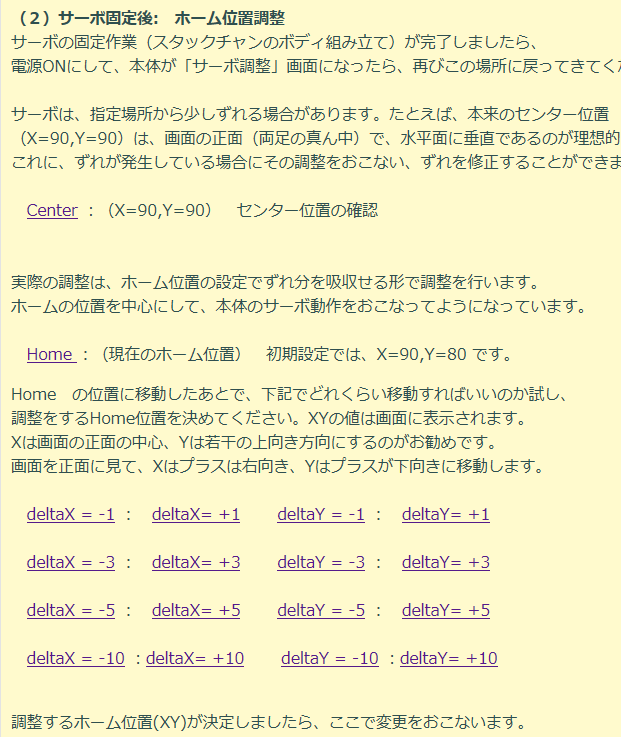 （２）サーボ固定後:　ホーム位置調整
サーボの固定作業（スタックチャンのボディ組み立て）が完了しましたら、
電源ONにして、本体が「サーボ調整」画面になったら、再びこの場所に戻ってきてくだ
サーボは、指定場所から少しずれる場合があります。たとえば、本来のセンター位置
（X=90,Y=90）は、画面の正面（両足の真ん中）で、水平面に垂直であるのが理想的
これに、ずれが発生している場合にその調整をおこない、ずれを修正することができま
Center ：（X=90,Y=90）　センター位置の確認
実際の調整は、ホーム位置の設定でずれ分を吸収せる形で調整を行います。
ホームの位置を中心にして、本体のサーボ動作をおこなってようになっています。
Home ：（現在のホーム位置）　初期設定では、X=90,Y=80 です。
Home　の位置に移動したあとで、下記でどれくらい移動すればいいのか試し、
調整をするHome位置を決めてください。XYの値は画面に表示されます。
Xは画面の正面の中心、Yは若干の上向き方向にするのがお勧めです。
画面を正面に見て、Xはプラスは右向き、Yはプラスが下向きに移動します。
deltaX = -1 ：　deltaX= +1　　deltaY = -1 ：　deltaY= +1
deltaX = -3 ：　deltaX= +3　　deltaY = -3 ：　deltaY= +3
deltaX = -5 ：　deltaX= +5　　deltaY = -5 ：　deltaY= +5
deltaX = -10 ：deltaX= +10　　deltaY = -10 ：deltaY= +10
調整するホーム位置(XY)が決定しましたら、ここで変更をおこないます。